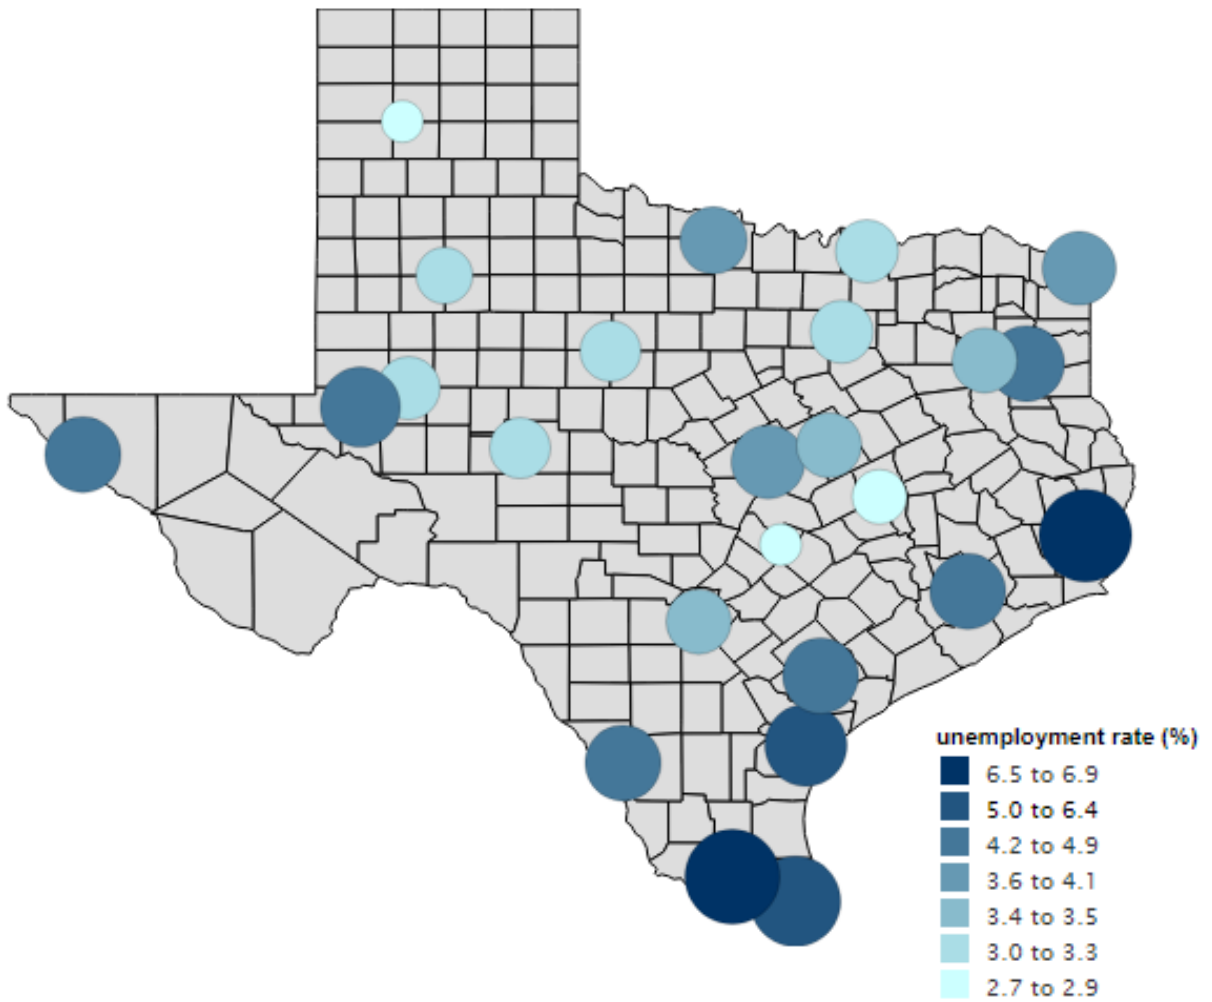 unemployment rate (%)
6.5 to 6.9
5.0 to 6.4
4.2 to 4.9
3.6 to 4.1
3.4 to 3.5
3.0 to 3.3
2.7 to 2.9